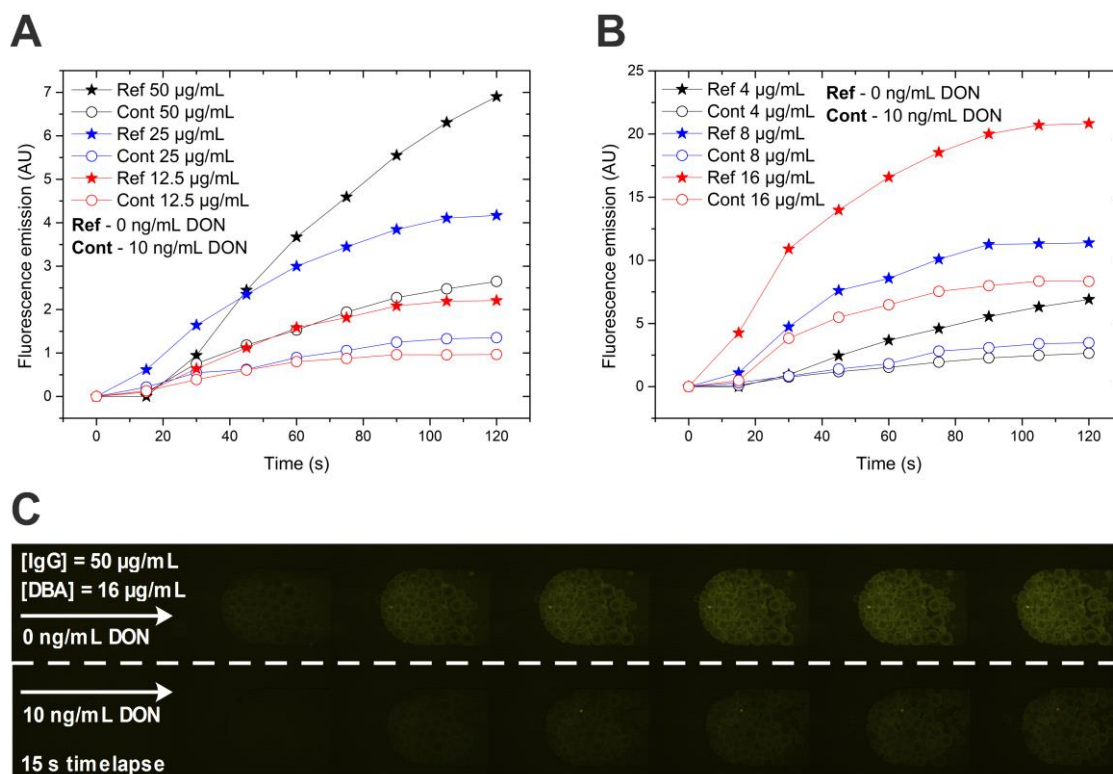 A
Ref 50 µg/mL
Cont 50 µg/mL
Ref 25 µg/mL
Cont 25 µg/mL
Ref 12.5 µg/mL
Cont 12.5 µg/mL
Ref - 0 ng/mL DON
Cont - 10 ng/mL DON
Fluorescence emission (AU)
7
6
5
4
3
2
1
0
0 20 40 60 80 100 120
Time (s)
B
Ref 4 µg/mL
Cont 4 µg/mL
Ref 8 µg/mL
Cont 8 µg/mL
Ref 16 µg/mL
Cont 16 µg/mL
Ref - 0 ng/mL DON
Cont - 10 ng/mL DON
Fluorescence emission (AU)
25
20
15
10
5
0
0 20 40 60 80 100 120
Time (s)
C
[IgG] = 50 µg/mL
[DBA] = 16 µg/mL
0 ng/mL DON
10 ng/mL DON
15 s timelapse